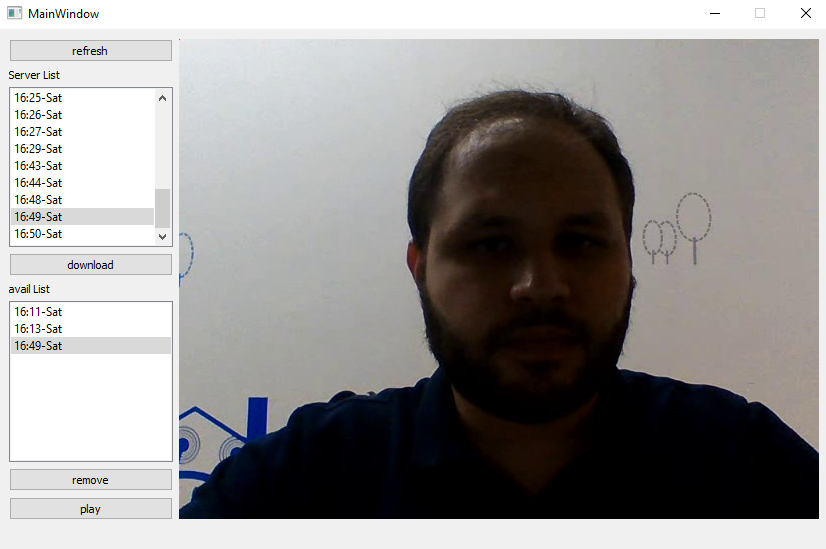 MainWindow
refresh
Server List
16:25-Sat
16:26-Sat
16:27-Sat
16:29-Sat
16:43-Sat
16:44-Sat
16:48-Sat
16:49-Sat
16:50-Sat
download
avail List
16:11-Sat
16:13-Sat
16:49-Sat
remove
play